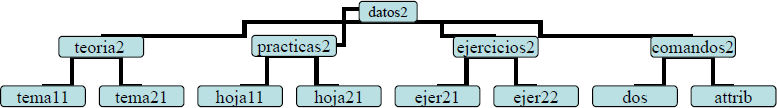 datos2
teoria2 practicas2 ejercicios2 comandos2
tema11 tema21 hoja11 hoja21 ejer21 ejer22 dos attrib